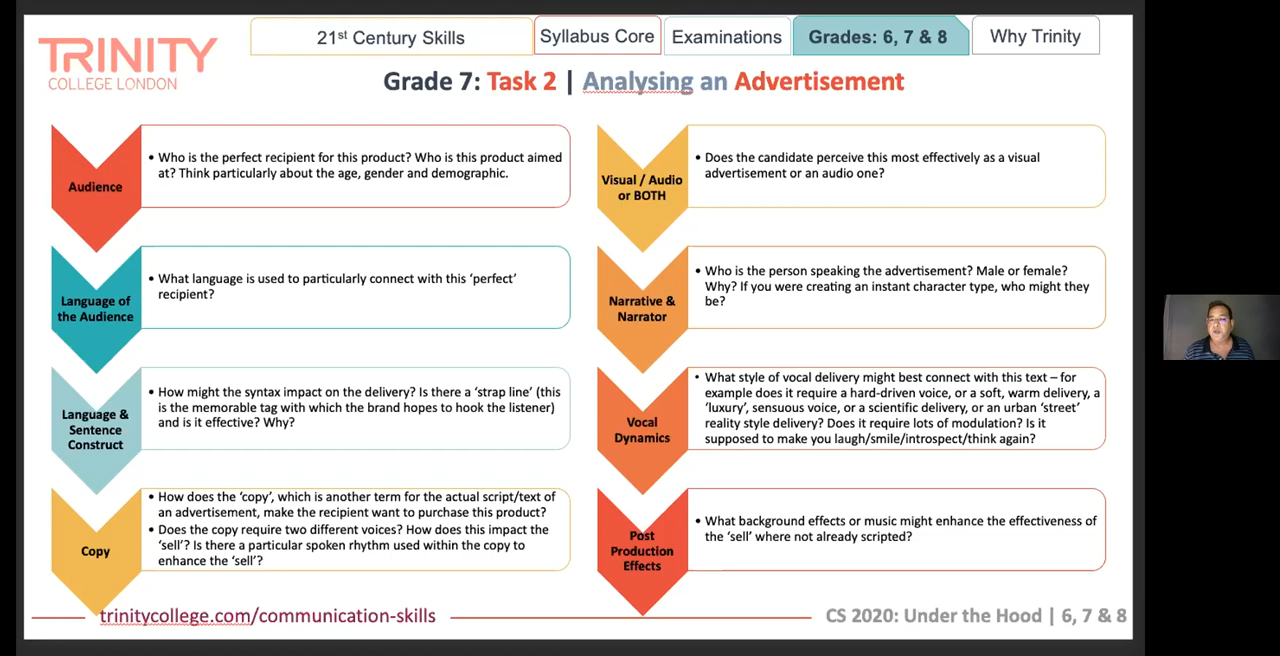 TRINITY
COLLEGE LONDON
21st Century Skills
Syllabus Core
Examinations
Grades: 6, 7 & 8
Why Trinity
Grade 7: Task 2 | Analysing an Advertisement
Audience
• Who is the perfect recipient for this product? Who is this product aimed
at? Think particularly about the age, gender and demographic.
Language of
the Audience
• What language is used to particularly connect with this ‘perfect’
recipient?
Language &
Sentence
Construct
• How might the syntax impact on the delivery? Is there a ‘strap line’ (this
is the memorable tag with which the brand hopes to hook the listener)
and is it effective? Why?
Copy
• How does the ‘copy’, which is another term for the actual script/text of
an advertisement, make the recipient want to purchase this product?
• Does the copy require two different voices? How does this impact the
‘sell’? Is there a particular spoken rhythm used within the copy to
enhance the ‘sell’?
Visual / Audio
or BOTH
• Does the candidate perceive this most effectively as a visual
advertisement or an audio one?
Narrative &
Narrator
• Who is the person speaking the advertisement? Male or female?
Why? If you were creating an instant character type, who might they
be?
Vocal
Dynamics
• What style of vocal delivery might best connect with this text – for
example does it require a hard-driven voice, or a soft, warm delivery, a
‘luxury’, sensuous voice, or a scientific delivery, or an urban ‘street’
reality style delivery? Does it require lots of modulation? Is it
supposed to make you laugh/smile/introspect/think again?
Post
Production
Effects
• What background effects or music might enhance the effectiveness of
the ‘sell’ where not already scripted?
trinitycollege.com/communication-skills
CS 2020: Under the Hood | 6, 7 & 8